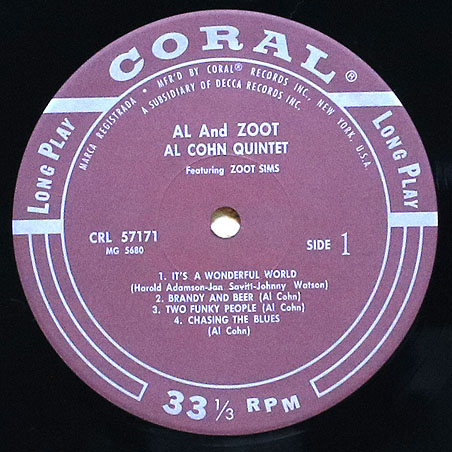 CORAL®
MARCA REGISTRADA • MFR'D BY CORAL® RECORDS INC., NEW YORK, U.S.A.
A SUBSIDIARY OF DECCA RECORDS INC.
LONG PLAY
LONG PLAY
AL And ZOOT
AL COHN QUINTET
Featuring ZOOT SIMS
CRL 57171
MG 5680
SIDE 1
1. IT'S A WONDERFUL WORLD
(Harold Adamson-Jan Savitt-Johnny Watson)
2. BRANDY AND BEER (Al Cohn)
3. TWO FUNKY PEOPLE (Al Cohn)
4. CHASING THE BLUES
(Al Cohn)
33 1/3 RPM